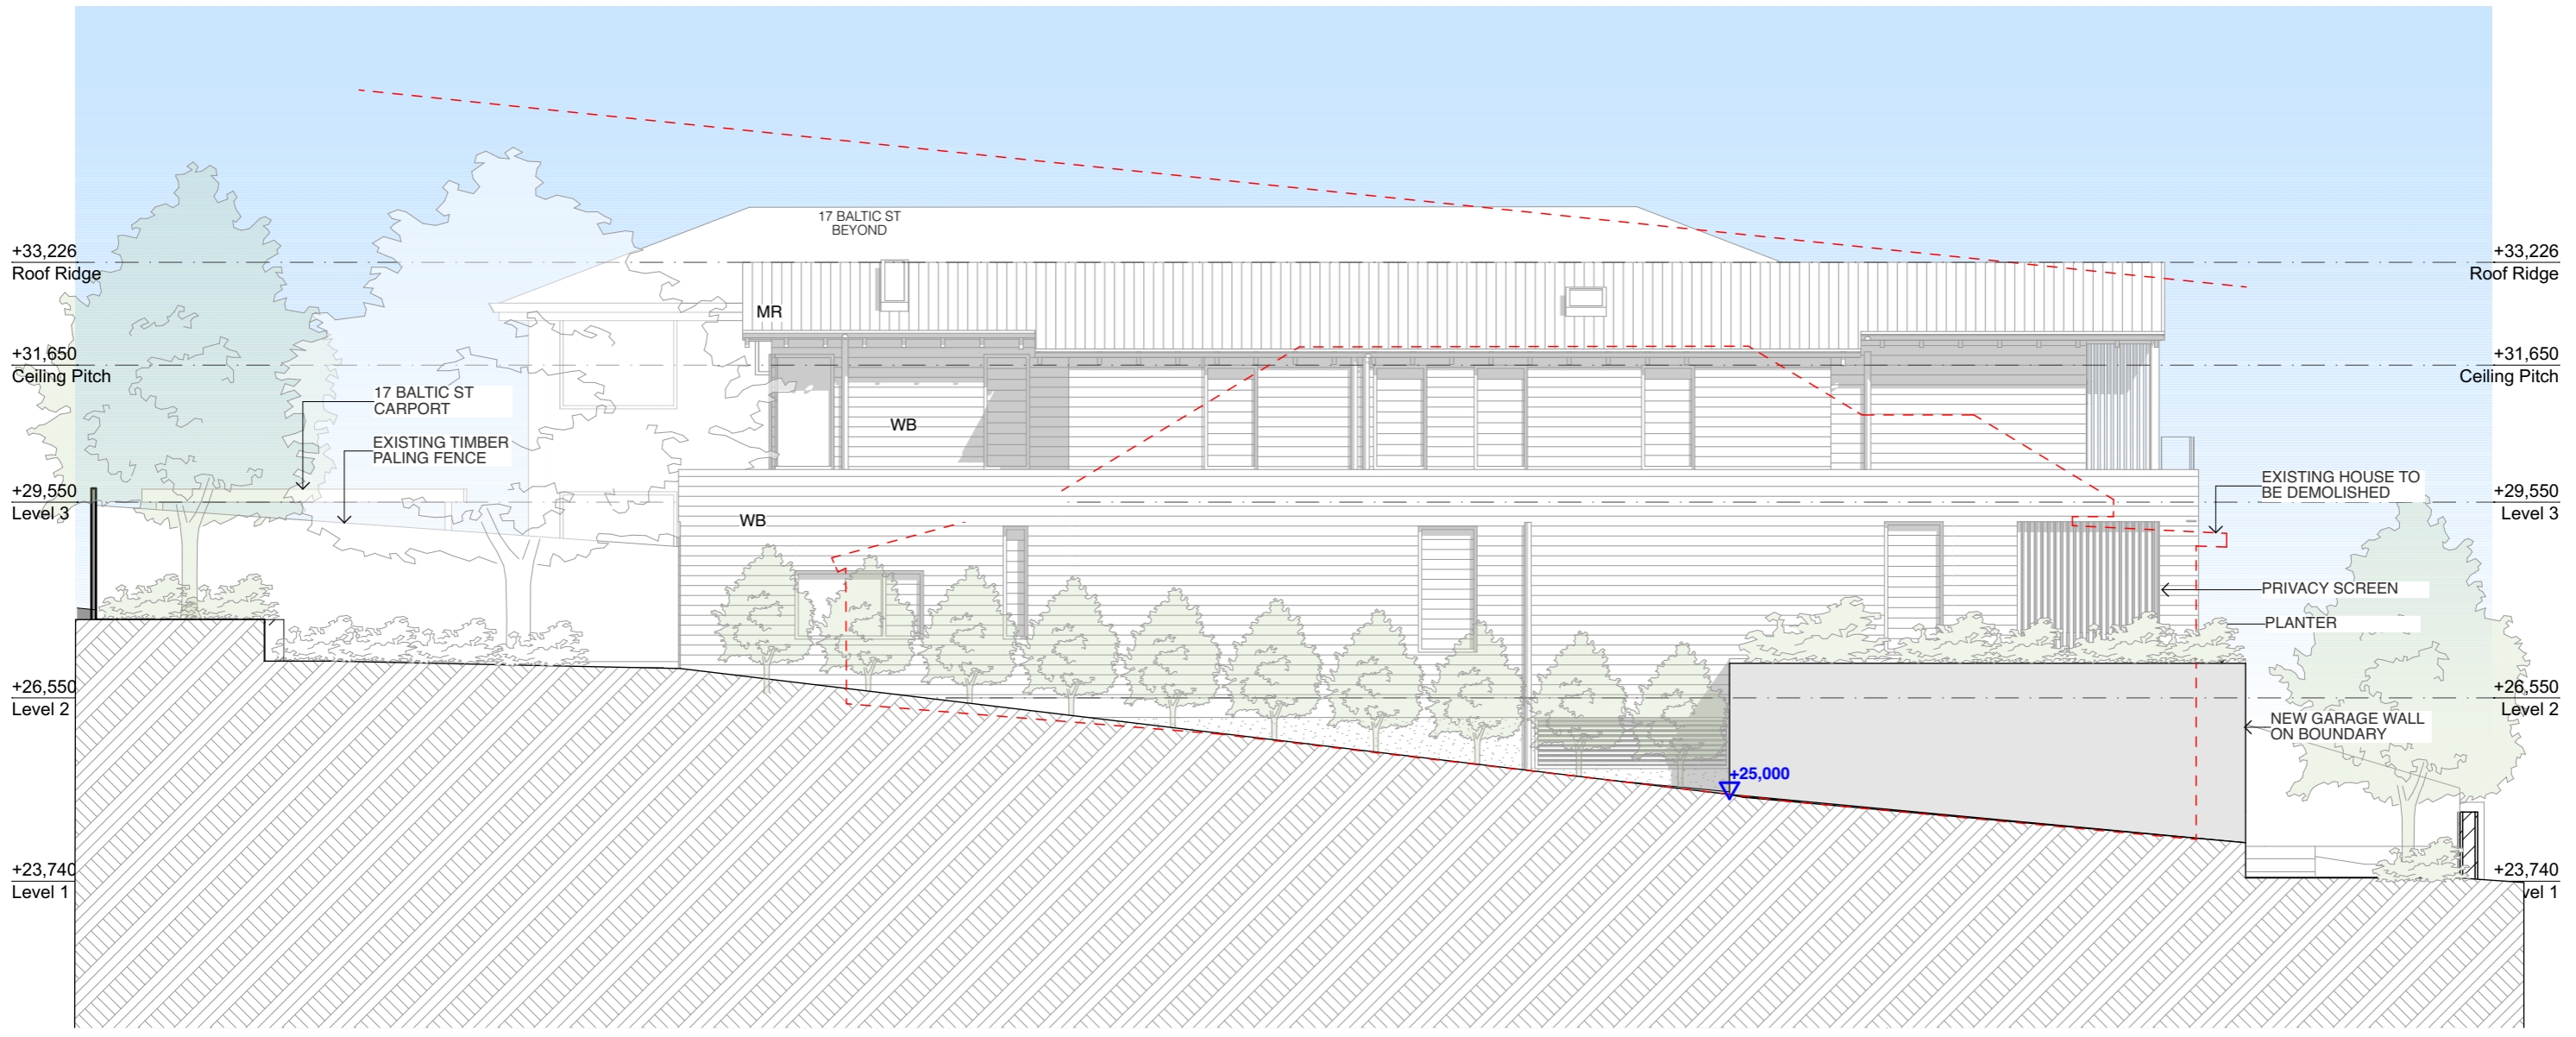 17 BALTIC ST
BEYOND
+33,226
Roof Ridge
+33,226
Roof Ridge
MR
+31,650
Ceiling Pitch
+31,650
Ceiling Pitch
17 BALTIC ST
CARPORT
WB
EXISTING TIMBER
PALING FENCE
EXISTING HOUSE TO
BE DEMOLISHED
+29,550
Level 3
+29,550
Level 3
WB
PRIVACY SCREEN
PLANTER
+26,550
Level 2
+26,550
Level 2
NEW GARAGE WALL
ON BOUNDARY
+25,000
+23,740
Level 1
+23,740
vel 1